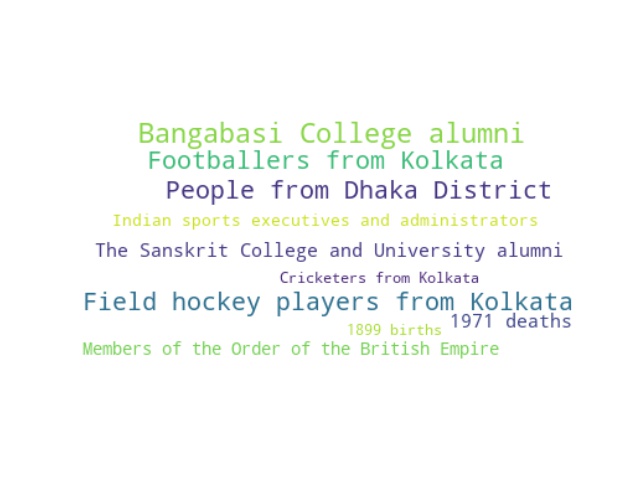 Bangabasi College alumni
Footballers from Kolkata
People from Dhaka District
Indian sports executives and administrators
The Sanskrit College and University alumni
Cricketers from Kolkata
Field hockey players from Kolkata
1971 deaths
1899 births
Members of the Order of the British Empire